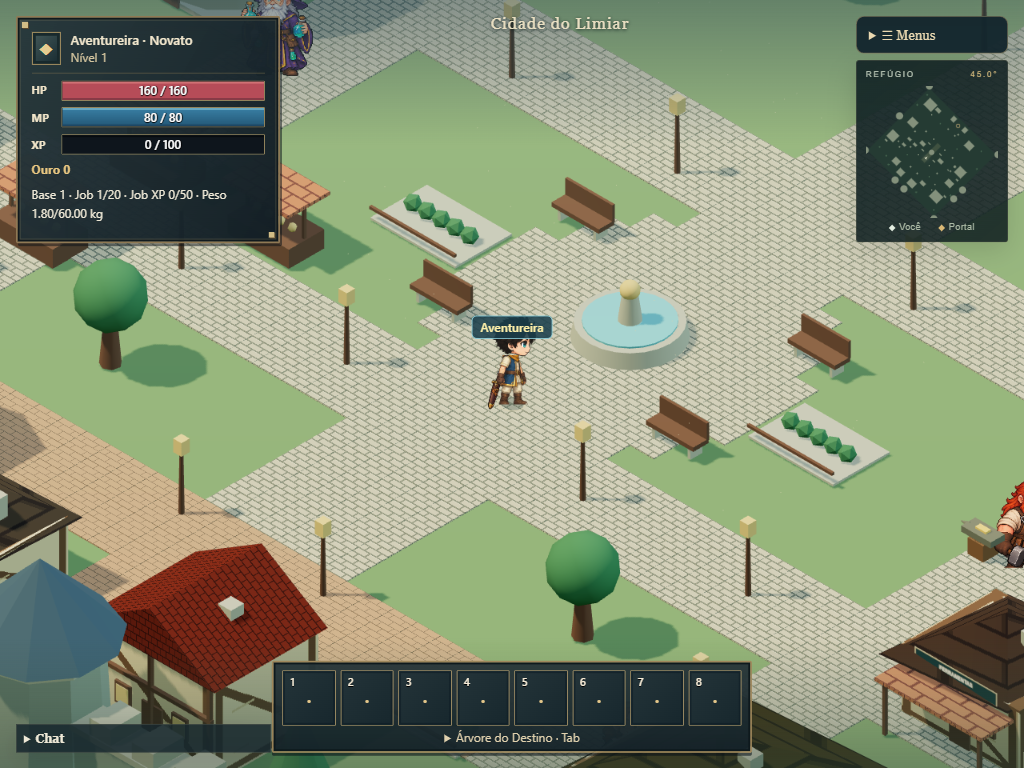 Cidade do Limiar
Aventureira · Novato
Nível 1
HP 160 / 160
MP 80 / 80
XP 0 / 100
Ouro 0
Base 1 · Job 1/20 · Job XP 0/50 · Peso
1.80/60.00 kg
▶ ☰ Menus
REFÚGIO 45.0°
◆ Você ◆ Portal
Aventureira
1 2 3 4 5 6 7 8
▶ Árvore do Destino · Tab
▶ Chat